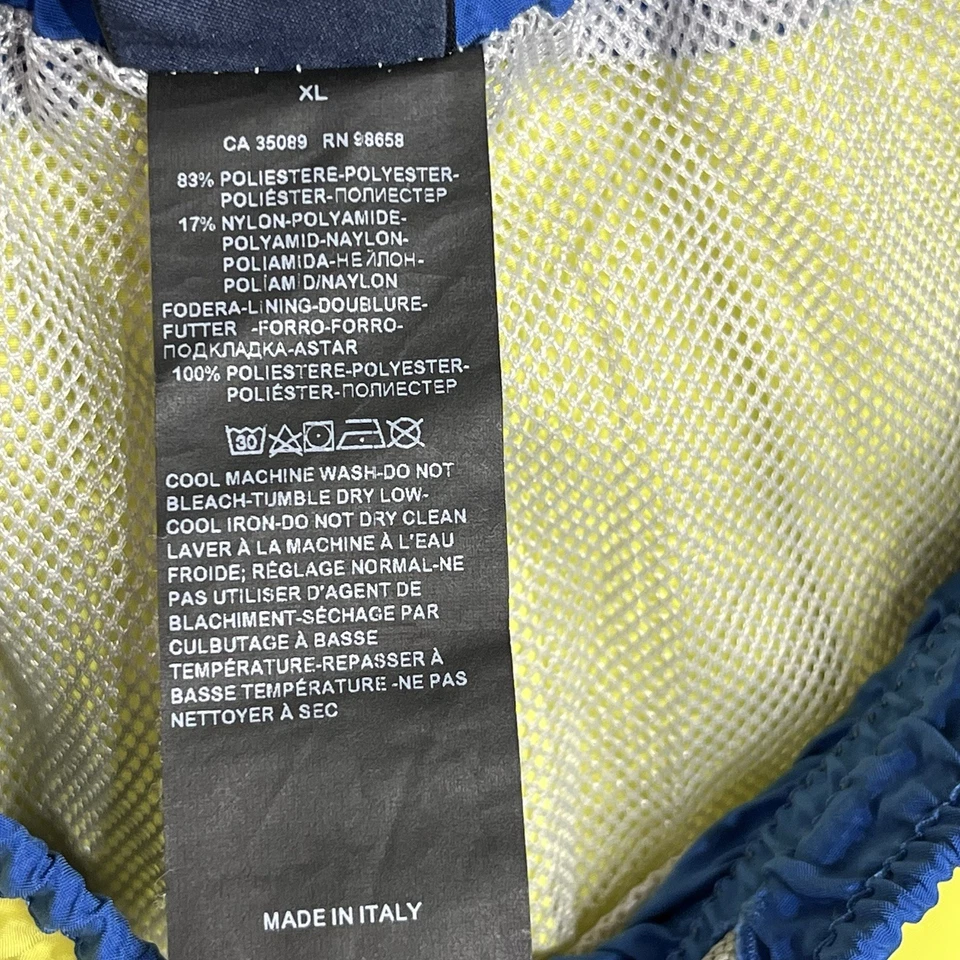 XL
CA 35089 RN 98658
83% POLIESTERE-POLYESTER-
POLIÉSTER-ПОЛИЕСТЕР
17% NYLON-POLYAMIDE-
POLYAMID-NAYLON-
POLIAMIDA-НЕЙЛОН-
POLIAMID/NAYLON
FODERA-LINING-DOUBLURE-
FUTTER -FORRO-FORRO-
ПОДКЛАДКА-ASTAR
100% POLIESTERE-POLYESTER-
POLIÉSTER-ПОЛИЕСТЕР
30
COOL MACHINE WASH-DO NOT
BLEACH-TUMBLE DRY LOW-
COOL IRON-DO NOT DRY CLEAN
LAVER À LA MACHINE À L'EAU
FROIDE; RÉGLAGE NORMAL-NE
PAS UTILISER D'AGENT DE
BLACHIMENT-SÉCHAGE PAR
CULBUTAGE À BASSE
TEMPÉRATURE-REPASSER À
BASSE TEMPÉRATURE -NE PAS
NETTOYER À SEC
MADE IN ITALY